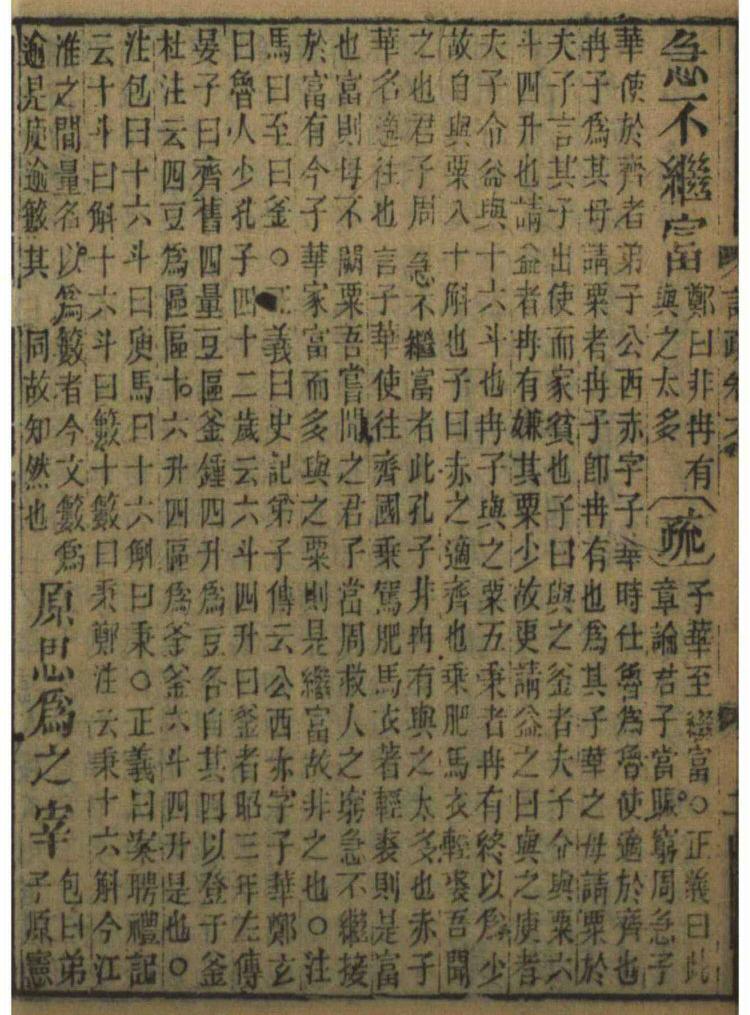 急不繼富鄭曰非冉有與之太多疏子華至繼富○正義曰此章論君子當賑窮周急子
華使於齊者弟子公西赤字子華時仕魯爲魯使適於齊也
冉子爲其母請粟者冉子卽冉有也爲其子華之母請粟於
夫子言其子出使而家貧也子曰與之釜者夫子令與粟六
斗四升也請益者冉有嫌其粟少故更請益之曰與之庾者
夫子令益與十六斗也冉子與之粟五秉者冉有終以爲少
故自與粟八十斛也子曰赤之適齊也乘肥馬衣輕裘吾聞
之也君子周 急不繼富者此孔子非冉有與之太多也赤子
華名適往也 言子華使往齊國乘駕肥馬衣著輕裘則是富
也富則母不 闕粟吾嘗聞之君子當周救人之窮急不繼接
於富有今子 華家富而多與之粟則是繼富故非之也○注
馬曰至曰釜○正義曰史記弟子傳云公西赤字子華鄭玄
曰魯人少孔子四十二歲云六斗四升曰釜者昭三年左傳
晏子曰齊舊四量豆區釜鍾四升爲豆各自其四以登于釜
杜注云四豆爲區區十六升四區爲釜釜六斗四升是也○
注包曰十六斗曰庾馬曰十六斛曰秉○正義曰案聘禮記
云十斗曰斛十六斗曰籔十籔曰秉鄭注云秉十六斛今江
淮之間量名以爲籔者今文籔爲
逾是庾逾籔其 同故知然也 原思爲之宰包曰弟子原憲